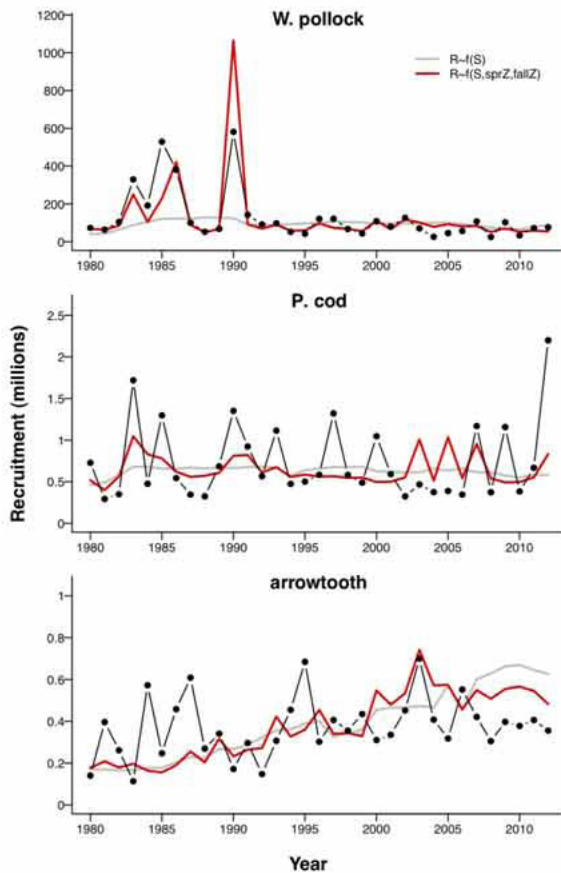 W. pollock
1200
1000
800
600
400
200
0
R~f(S)
R~f(S,sprZ,fallZ)
1980 1985 1990 1995 2000 2005 2010
P. cod
2.5
2
1.5
1
0.5
0
1980 1985 1990 1995 2000 2005 2010
Recruitment (millions)
arrowtooth
1
0.8
0.6
0.4
0.2
0
1980 1985 1990 1995 2000 2005 2010
Year